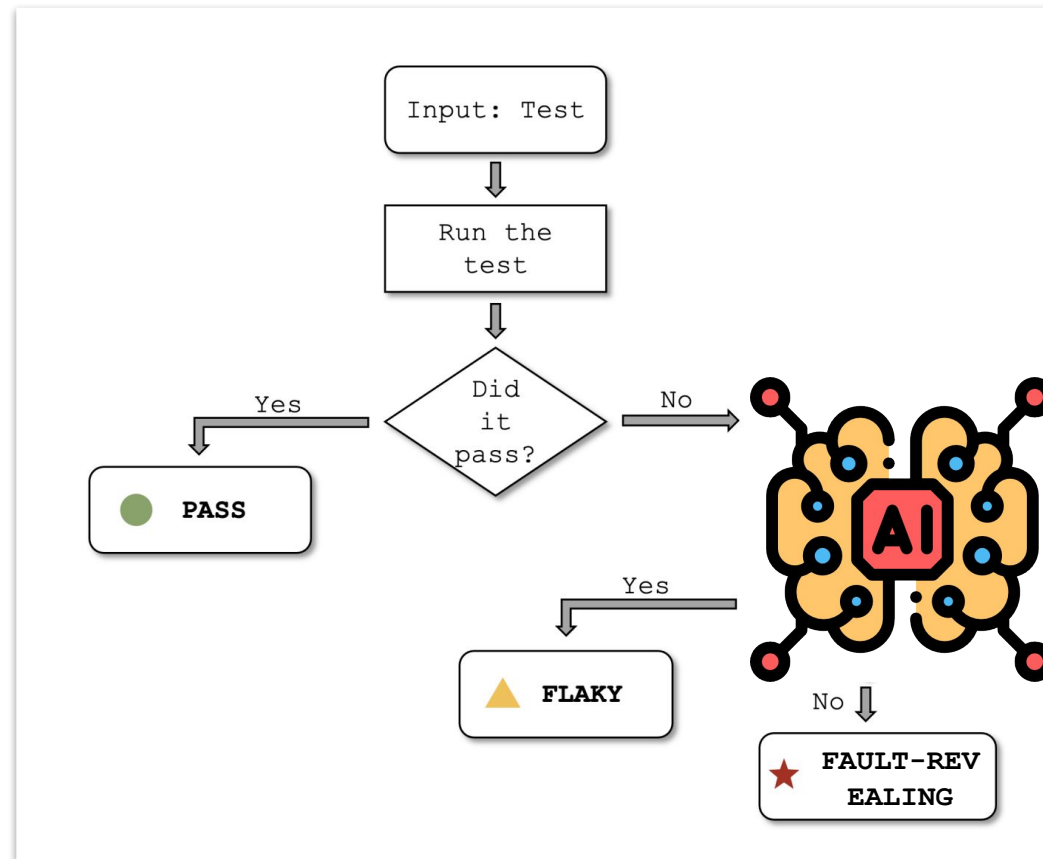 Input: Test
Run the
test
Did
it
pass?
Yes
No
PASS
AI
Yes
FLAKY
No
FAULT-REV
EALING